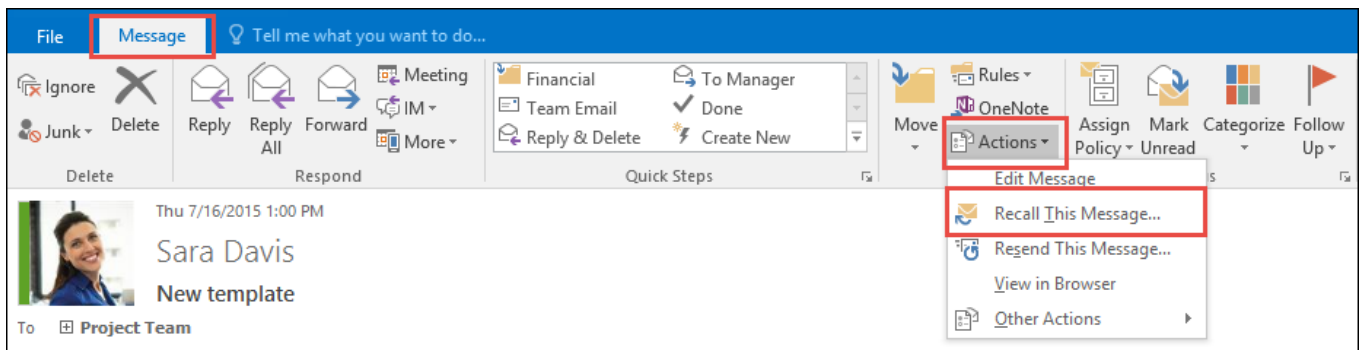 File Message Tell me what you want to do...
Ignore
Junk
Delete
Reply
Reply
All
Forward
Meeting
IM
More
Financial To Manager
Team Email Done
Reply & Delete Create New
Move
Rules
OneNote
Actions
Assign
Policy
Mark
Unread
Categorize
Follow
Up
Delete Respond Quick Steps s
Edit Message
Recall This Message...
Resend This Message...
View in Browser
Other Actions
Thu 7/16/2015 1:00 PM
Sara Davis
New template
To Project Team